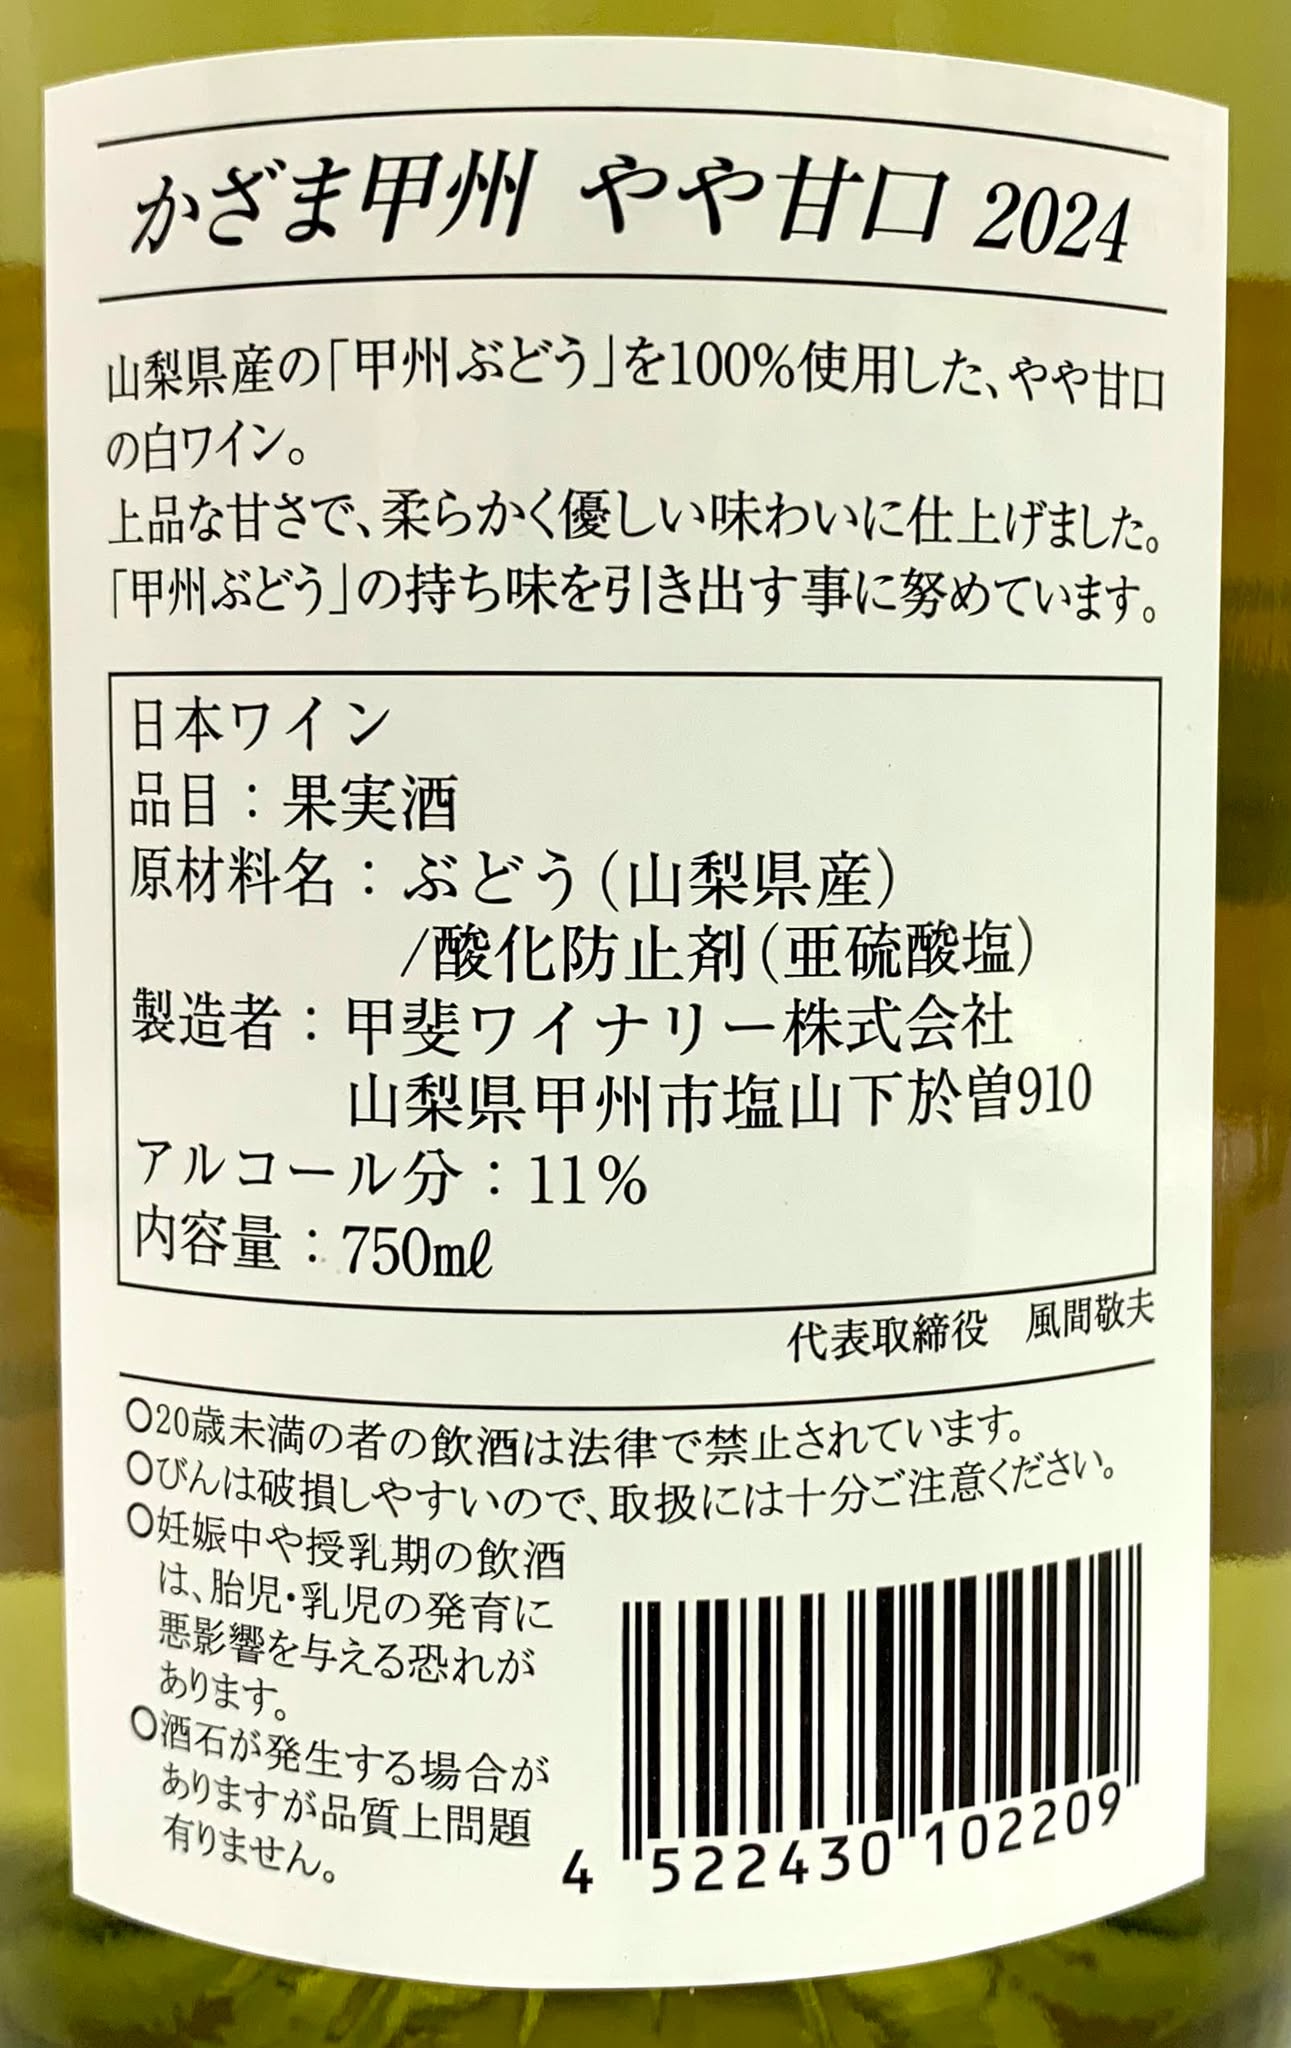 かざま甲州 やや甘口 2024
山梨県産の「甲州ぶどう」を100%使用した、やや甘口
の白ワイン。
上品な甘さで、柔らかく優しい味わいに仕上げました。
「甲州ぶどう」の持ち味を引き出す事に努めています。
日本ワイン
品目：果実酒
原材料名：ぶどう(山梨県産)
/酸化防止剤(亜硫酸塩)
製造者：甲斐ワイナリー株式会社
山梨県甲州市塩山下於曽910
アルコール分：11%
内容量：750mℓ
代表取締役 風間敬夫
○20歳未満の者の飲酒は法律で禁止されています。
○びんは破損しやすいので、取扱には十分ご注意ください。
○妊娠中や授乳期の飲酒
は、胎児・乳児の発育に
悪影響を与える恐れが
あります。
○酒石が発生する場合が
ありますが品質上問題
有りません。
4 522430 102209